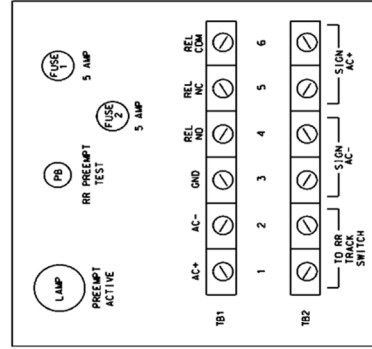 FUSE
1
5 AMP
FUSE
2
5 AMP
PB
RR PREEMPT
TEST
LAMP
PREEMPT
ACTIVE
AC+
AC-
GND
REL
NO
REL
NC
REL
COM
TB1
1
2
3
4
5
6
TB2
TO RR
TRACK
SWITCH
SIGN
AC-
SIGN
AC+